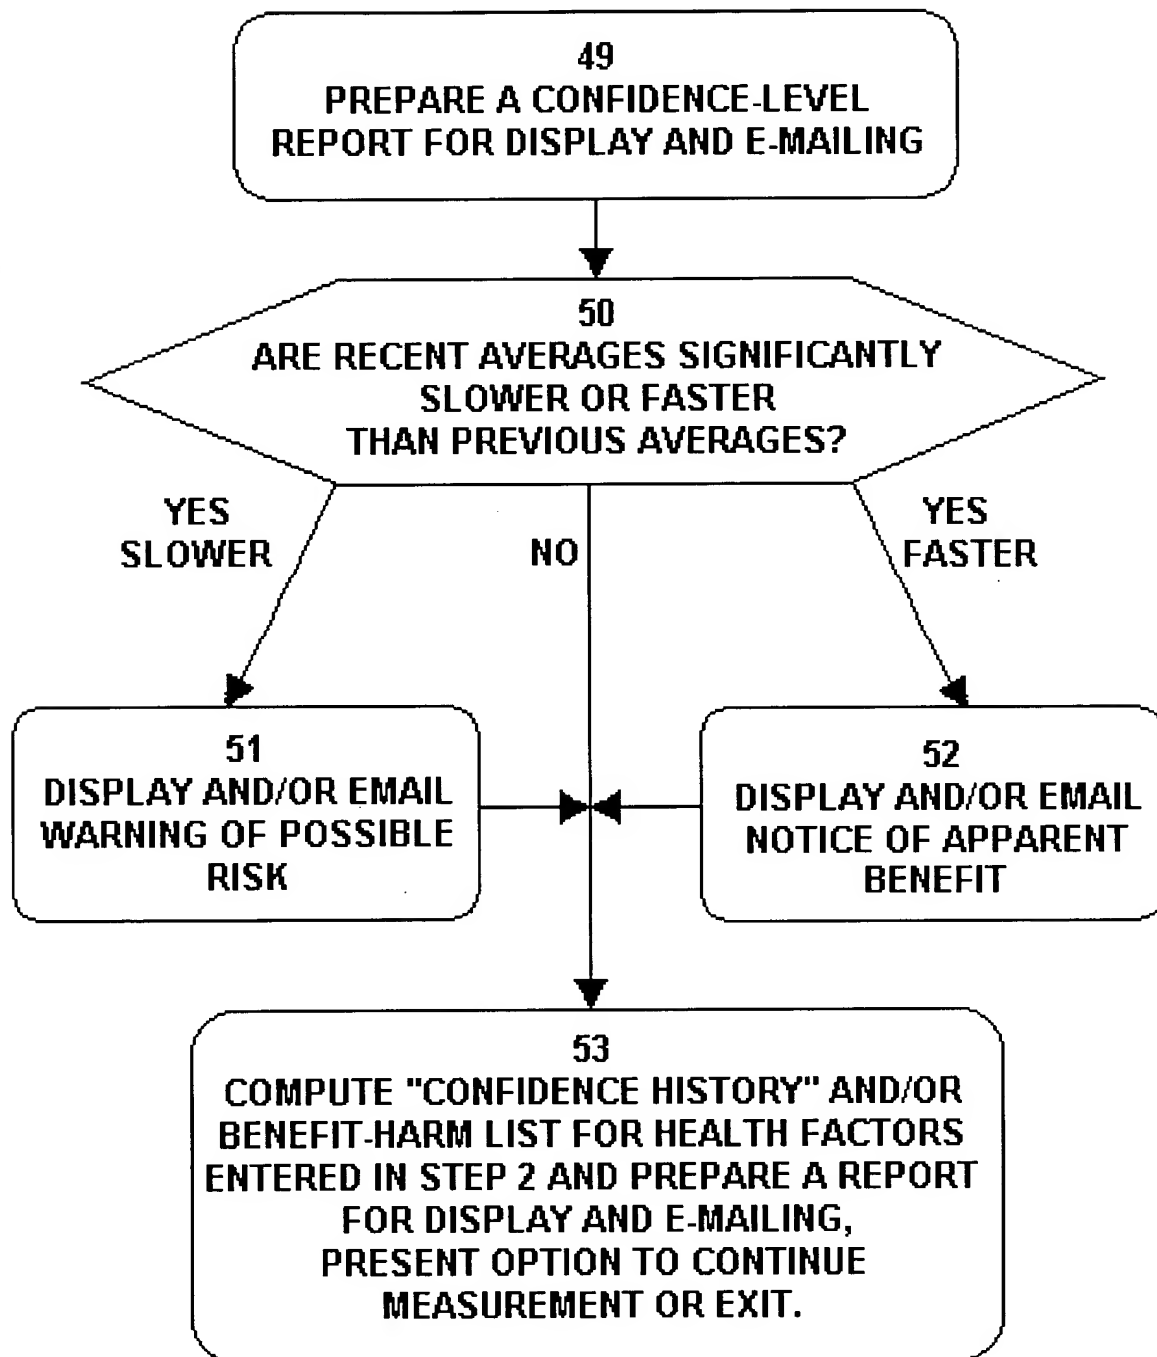 49
PREPARE A CONFIDENCE-LEVEL
REPORT FOR DISPLAY AND E-MAILING
50
ARE RECENT AVERAGES SIGNIFICANTLY
SLOWER OR FASTER
THAN PREVIOUS AVERAGES?
YES
SLOWER
NO
YES
FASTER
51
DISPLAY AND/OR EMAIL
WARNING OF POSSIBLE
RISK
52
DISPLAY AND/OR EMAIL
NOTICE OF APPARENT
BENEFIT
53
COMPUTE "CONFIDENCE HISTORY" AND/OR
BENEFIT-HARM LIST FOR HEALTH FACTORS
ENTERED IN STEP 2 AND PREPARE A REPORT
FOR DISPLAY AND E-MAILING,
PRESENT OPTION TO CONTINUE
MEASUREMENT OR EXIT.